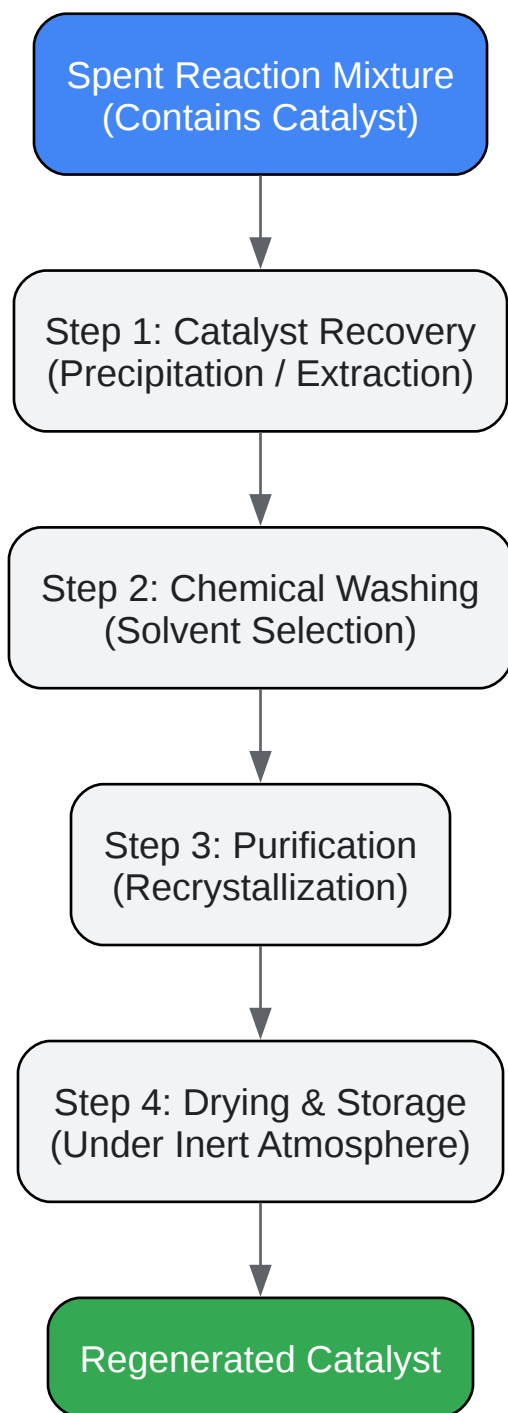 Spent Reaction Mixture
(Contains Catalyst)
Step 1: Catalyst Recovery
(Precipitation / Extraction)
Step 2: Chemical Washing
(Solvent Selection)
Step 3: Purification
(Recrystallization)
Step 4: Drying & Storage
(Under Inert Atmosphere)
Regenerated Catalyst